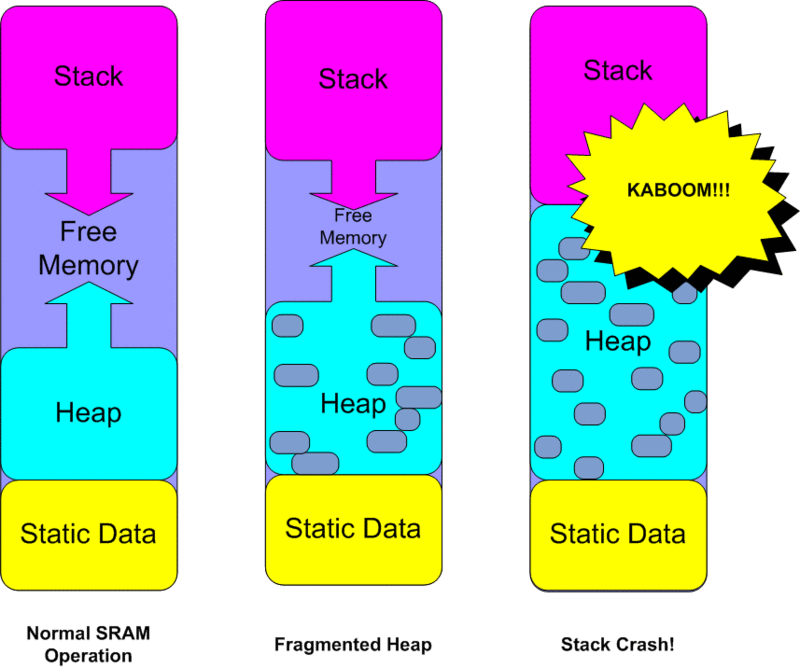 Stack
Free
Memory
Heap
Static Data
Normal SRAM
Operation
Stack
Free
Memory
Heap
Static Data
Fragmented Heap
Stack
KABOOM!!!
Heap
Static Data
Stack Crash!